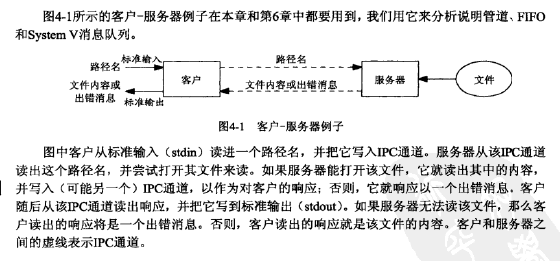 图4-1所示的客户-服务器例子在本章和第6章中都要用到，我们用它来分析说明管道、FIFO
和System V消息队列。
路径名 标准输入 路径名
客户 服务器 文件
文件内容或 文件内容或出错消息
出错消息 标准输出
图4-1 客户-服务器例子
图中客户从标准输入（stdin）读进一个路径名，并把它写入IPC通道。服务器从该IPC通道
读出这个路径名，并尝试打开其文件来读。如果服务器能打开该文件，它就读出其中的内容，
并写入（可能另一个）IPC通道，以作为对客户的响应；否则，它就响应以一个出错消息。客户
随后从该IPC通道读出响应，并把它写到标准输出（stdout）。如果服务器无法读该文件，那么客
户读出的响应将是一个出错消息。否则，客户读出的响应就是该文件的内容。客户和服务器之
间的虚线表示IPC通道。